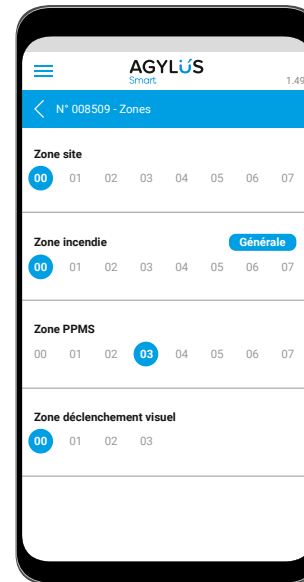 AGYLÜS
Smart
1.49
N° 008509 - Zones
Zone site
00 01 02 03 04 05 06 07
Zone incendie Générale
00 01 02 03 04 05 06 07
Zone PPMS
00 01 02 03 04 05 06 07
Zone déclenchement visuel
00 01 02 03